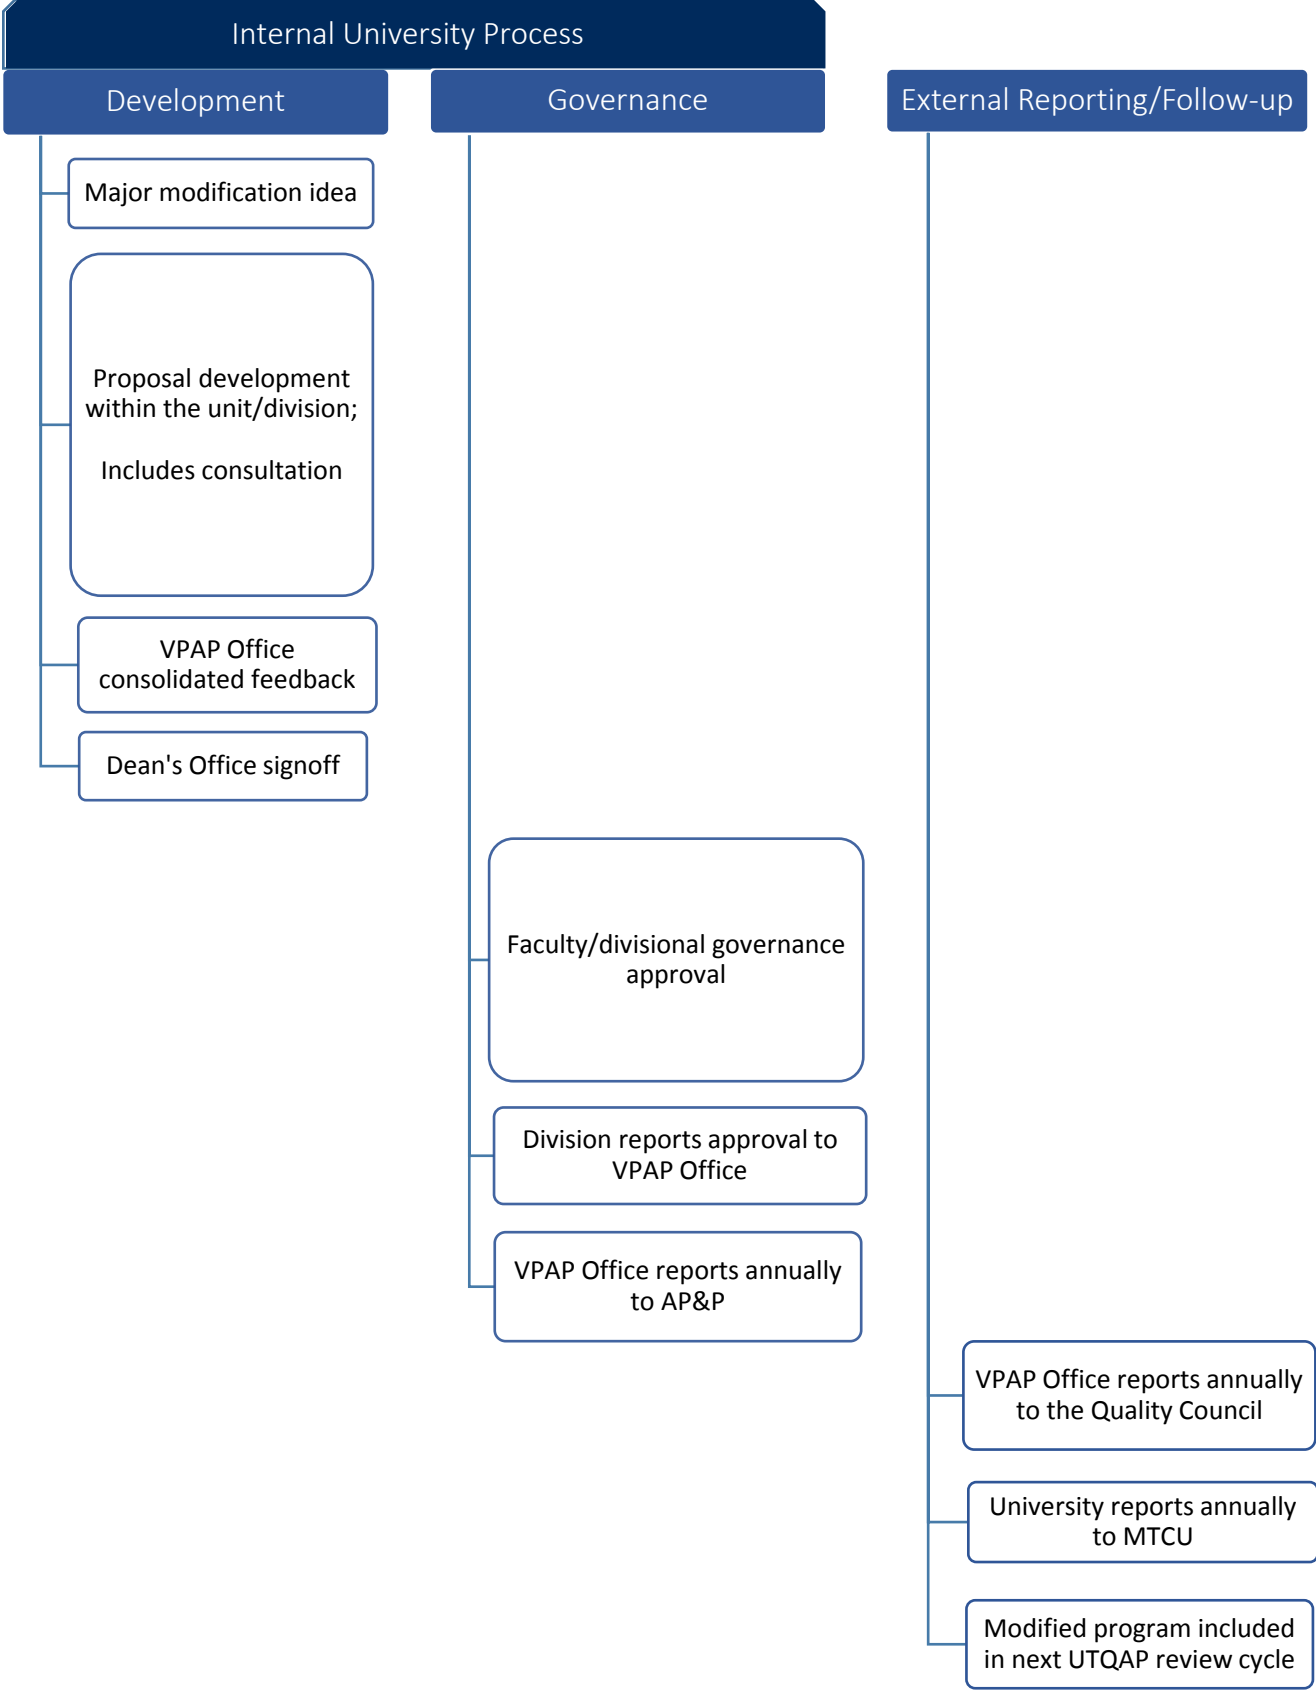 Internal University Process
Development
Governance
External Reporting/Follow-up
Major modification idea
Proposal development
within the unit/division;
Includes consultation
VPAP Office
consolidated feedback
Dean's Office signoff
Faculty/divisional governance
approval
Division reports approval to
VPAP Office
VPAP Office reports annually
to AP&P
VPAP Office reports annually
to the Quality Council
University reports annually
to MTCU
Modified program included
in next UTQAP review cycle